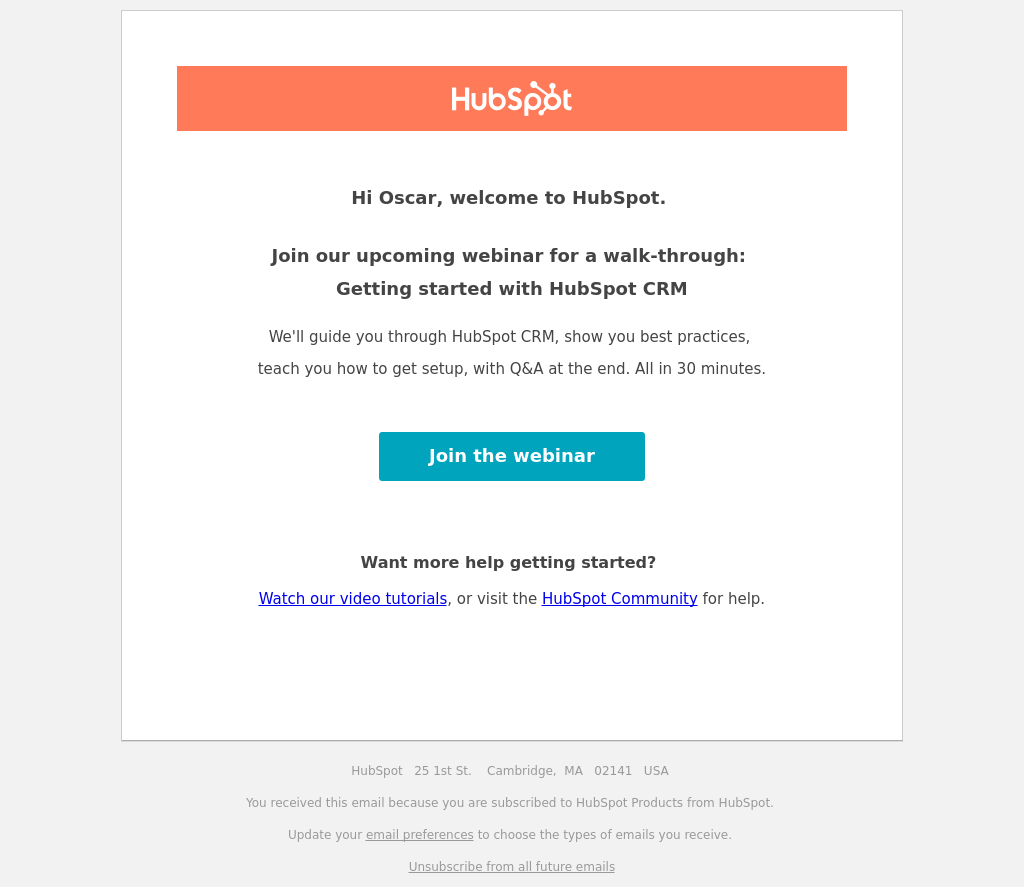 HubSpot
Hi Oscar, welcome to HubSpot.
Join our upcoming webinar for a walk-through:
Getting started with HubSpot CRM
We'll guide you through HubSpot CRM, show you best practices,
teach you how to get setup, with Q&A at the end. All in 30 minutes.
Join the webinar
Want more help getting started?
Watch our video tutorials, or visit the HubSpot Community for help.
HubSpot 25 1st St. Cambridge, MA 02141 USA
You received this email because you are subscribed to HubSpot Products from HubSpot.
Update your email preferences to choose the types of emails you receive.
Unsubscribe from all future emails